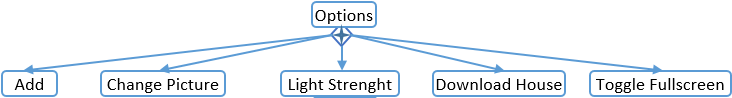 Options
Add
Change Picture
Light Strenght
Download House
Toggle Fullscreen